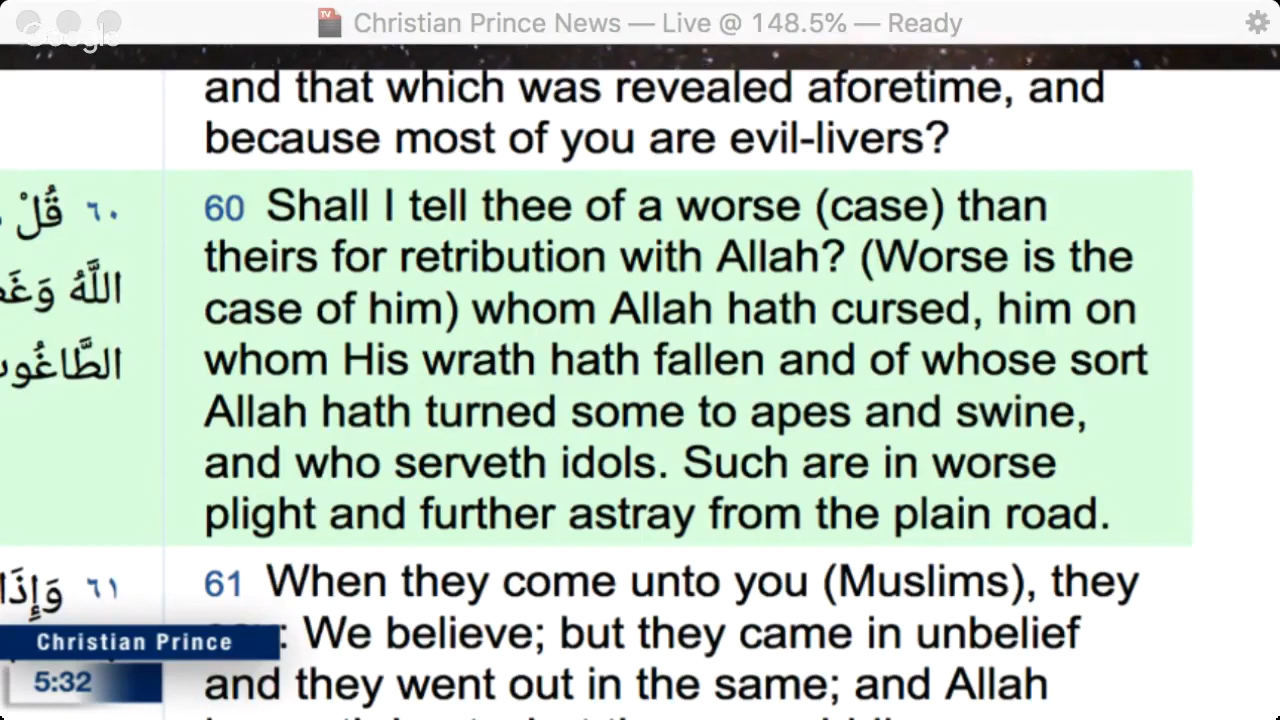 Christian Prince News — Live @ 148.5% — Ready
Google
and that which was revealed aforetime, and
because most of you are evil-livers?
٦٠ قُلْ
اللَّهُ
60 Shall I tell thee of a worse (case) than
theirs for retribution with Allah? (Worse is the
case of him) whom Allah hath cursed, him on
whom His wrath hath fallen and of whose sort
Allah hath turned some to apes and swine,
and who serveth idols. Such are in worse
plight and further astray from the plain road.
٦١ وَإِذَا
61 When they come unto you (Muslims), they
: We believe; but they came in unbelief
and they went out in the same; and Allah
Christian Prince
5:32